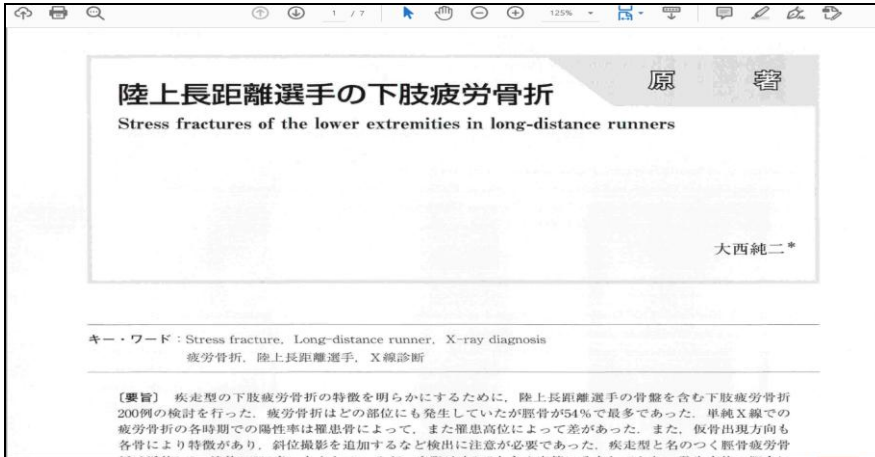 1 / 7
125%
陸上長距離選手の下肢疲労骨折
原著
Stress fractures of the lower extremities in long-distance runners
大西純二*
キー・ワード：Stress fracture, Long-distance runner, X-ray diagnosis
疲労骨折，陸上長距離選手，X線診断
〔要旨〕 疾走型の下肢疲労骨折の特徴を明らかにするために，陸上長距離選手の骨盤を含む下肢疲労骨折
200例の検討を行った．疲労骨折はどの部位にも発生していたが脛骨が54％で最多であった．単純X線での
疲労骨折の各時期での陽性率は罹患骨によって，また罹患高位によって差があった．また，仮骨出現方向も
各骨により特徴があり，斜位撮影を追加するなど検出に注意が必要であった．疾走型と名のつく脛骨疲労骨